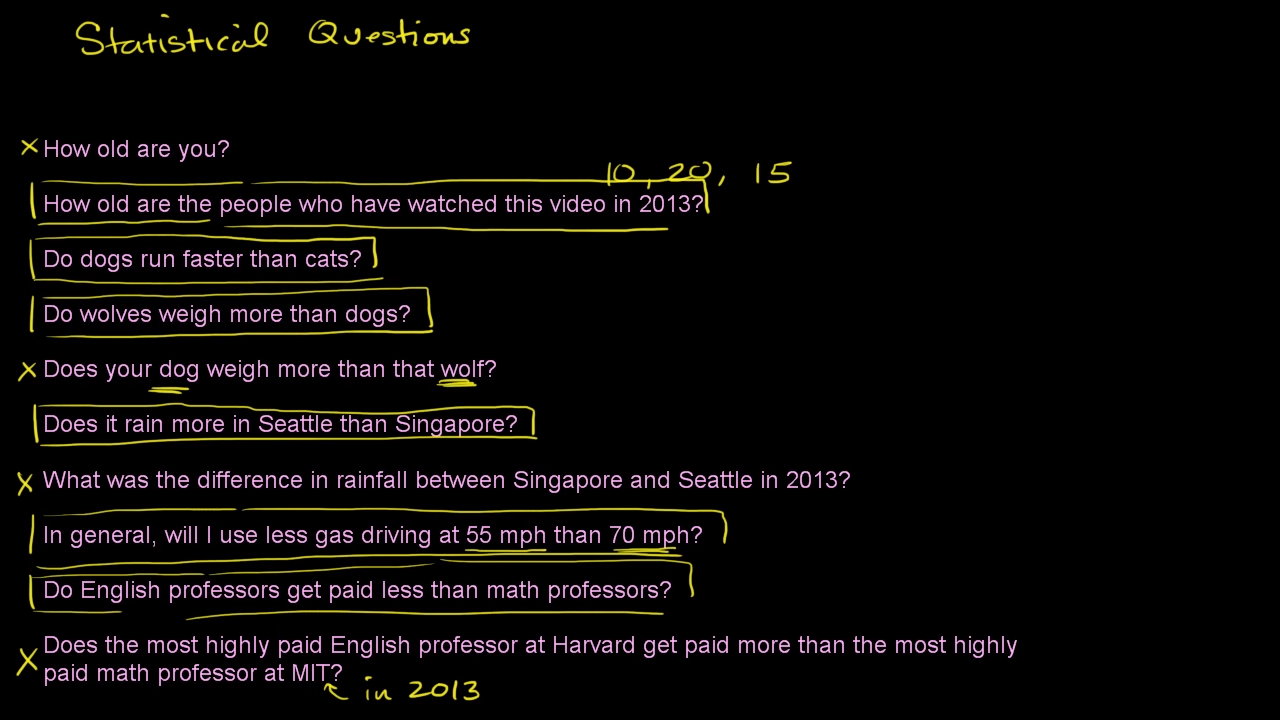 Statistical Questions
× How old are you?
10, 20, 15
How old are the people who have watched this video in 2013?
Do dogs run faster than cats?
Do wolves weigh more than dogs?
× Does your dog weigh more than that wolf?
Does it rain more in Seattle than Singapore?
× What was the difference in rainfall between Singapore and Seattle in 2013?
In general, will I use less gas driving at 55 mph than 70 mph?
Do English professors get paid less than math professors?
× Does the most highly paid English professor at Harvard get paid more than the most highly
paid math professor at MIT?
in 2013